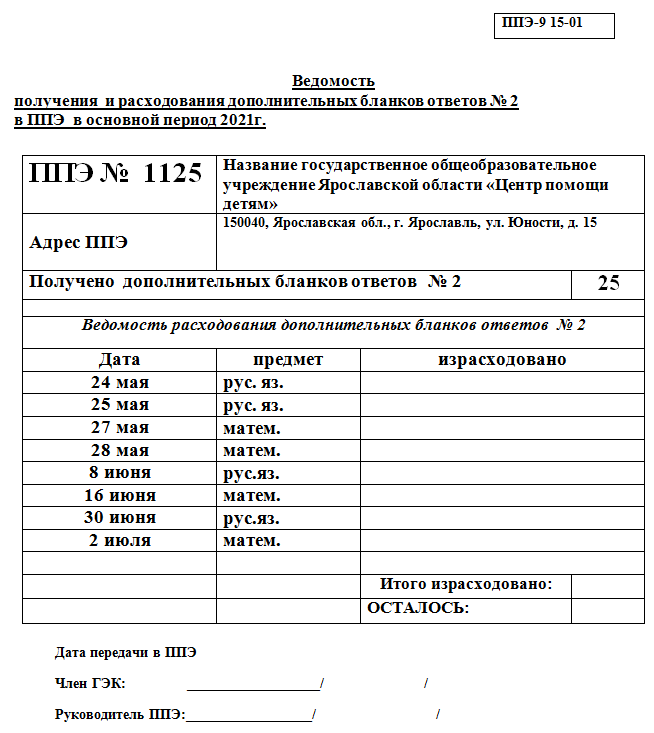 ППЭ-9 15-01
Ведомость
получения и расходования дополнительных бланков ответов № 2
в ППЭ в основной период 2021г.
ППЭ № 1125
Название государственное общеобразовательное
учреждение Ярославской области «Центр помощи
детям»
Адрес ППЭ
150040, Ярославская обл., г. Ярославль, ул. Юности, д. 15
Получено дополнительных бланков ответов № 2 25
Ведомость расходования дополнительных бланков ответов № 2
Дата предмет израсходовано
24 мая рус. яз.
25 мая рус. яз.
27 мая матем.
28 мая матем.
8 июня рус.яз.
16 июня матем.
30 июня рус.яз.
2 июля матем.
Итого израсходовано:
ОСТАЛОСЬ:
Дата передачи в ППЭ
Член ГЭК: ___________________/ /
Руководитель ППЭ:__________________/ /